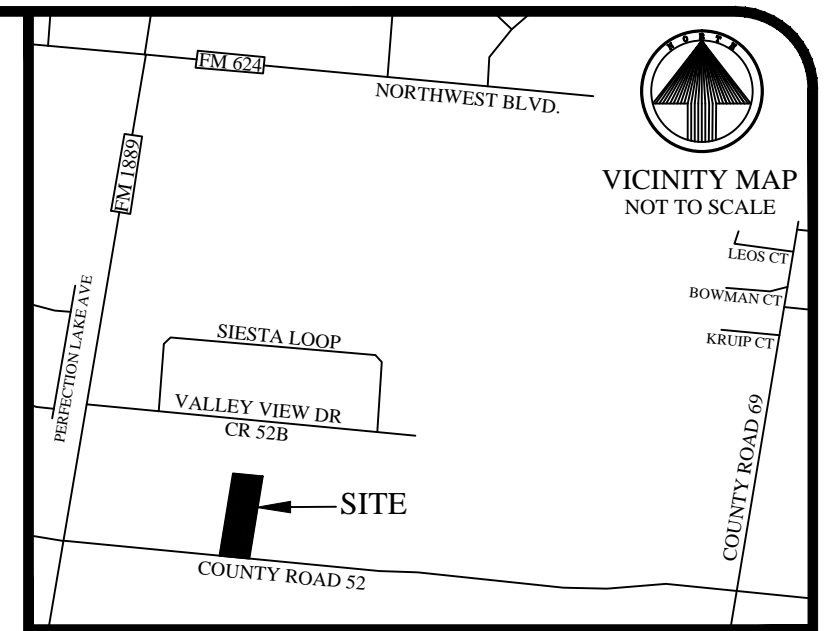 FM 624
NORTHWEST BLVD.
NORTH
VICINITY MAP
NOT TO SCALE
FM 1889
LEOS CT
BOWMAN CT
KRUIP CT
PERFECTION LAKE AVE
SIESTA LOOP
VALLEY VIEW DR
CR 52B
COUNTY ROAD 69
SITE
COUNTY ROAD 52